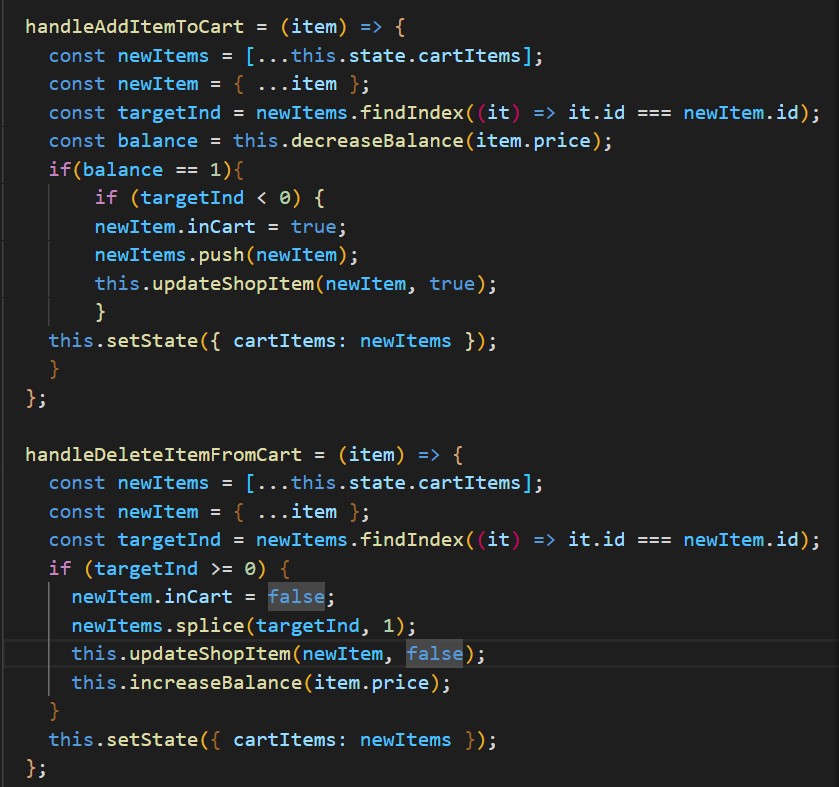 handleAddItemToCart = (item) => {
  const newItems = [...this.state.cartItems];
  const newItem = { ...item };
  const targetInd = newItems.findIndex((it) => it.id === newItem.id);
  const balance = this.decreaseBalance(item.price);
  if(balance == 1){
      if (targetInd < 0) {
      newItem.inCart = true;
      newItems.push(newItem);
      this.updateShopItem(newItem, true);
      }
  this.setState({ cartItems: newItems });
  }
};

handleDeleteItemFromCart = (item) => {
  const newItems = [...this.state.cartItems];
  const newItem = { ...item };
  const targetInd = newItems.findIndex((it) => it.id === newItem.id);
  if (targetInd >= 0) {
    newItem.inCart = false;
    newItems.splice(targetInd, 1);
    this.updateShopItem(newItem, false);
    this.increaseBalance(item.price);
  }
  this.setState({ cartItems: newItems });
};